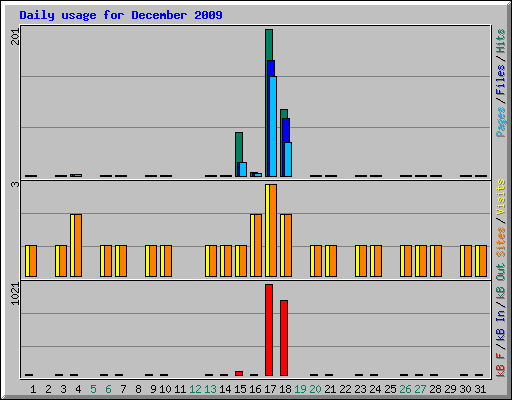 Daily usage for December 2009
201
Pages / Files / Hits
3
Sites / Visits
1021
kB F / kB In / kB Out
1 2 3 4 5 6 7 8 9 10 11 12 13 14 15 16 17 18 19 20 21 22 23 24 25 26 27 28 29 30 31